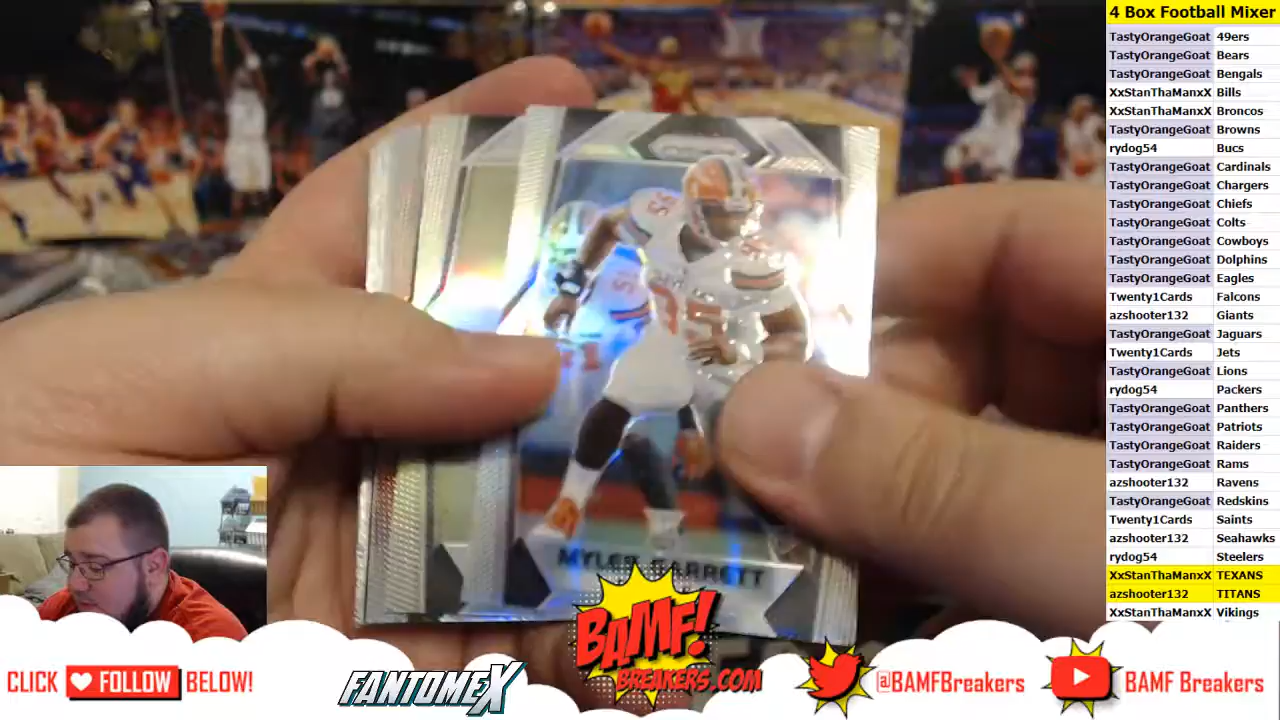 4 Box Football Mixer
TastyOrangeGoat 49ers
TastyOrangeGoat Bears
TastyOrangeGoat Bengals
XxStanThaManxX Bills
XxStanThaManxX Broncos
TastyOrangeGoat Browns
rydog54 Bucs
TastyOrangeGoat Cardinals
TastyOrangeGoat Chargers
TastyOrangeGoat Chiefs
TastyOrangeGoat Colts
TastyOrangeGoat Cowboys
TastyOrangeGoat Dolphins
TastyOrangeGoat Eagles
Twenty1Cards Falcons
azshooter132 Giants
TastyOrangeGoat Jaguars
Twenty1Cards Jets
TastyOrangeGoat Lions
rydog54 Packers
TastyOrangeGoat Panthers
TastyOrangeGoat Patriots
TastyOrangeGoat Raiders
TastyOrangeGoat Rams
azshooter132 Ravens
TastyOrangeGoat Redskins
Twenty1Cards Saints
azshooter132 Seahawks
rydog54 Steelers
XxStanThaManxX TEXANS
azshooter132 TITANS
XxStanThaManxX Vikings
MYLES GARRETT
CLICK FOLLOW BELOW!
FANTOMEX
BAMF!
BREAKERS.COM
@BAMFBreakers
BAMF Breakers